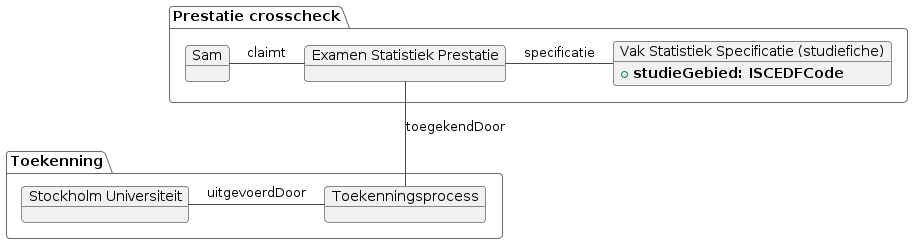 Prestatie crosscheck
Sam
claimt
Examen Statistiek Prestatie
specificatie
Vak Statistiek Specificatie (studiefiche)
studieGebied: ISCEDFCode
toegekendDoor
Toekenning
Stockholm Universiteit
uitgevoerdDoor
Toekenningsprocess